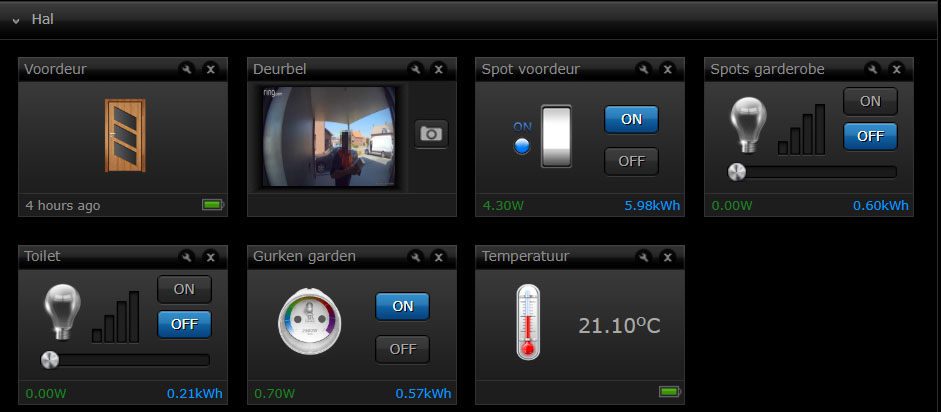 Hal
Voordeur
4 hours ago
Deurbel
ring.com
Spot voordeur
ON
ON
OFF
4.30W 5.98kWh
Spots garderobe
ON
OFF
0.00W 0.60kWh
Toilet
ON
OFF
0.00W 0.21kWh
Gurken garden
ON
OFF
0.70W 0.57kWh
Temperatuur
21.10ºC